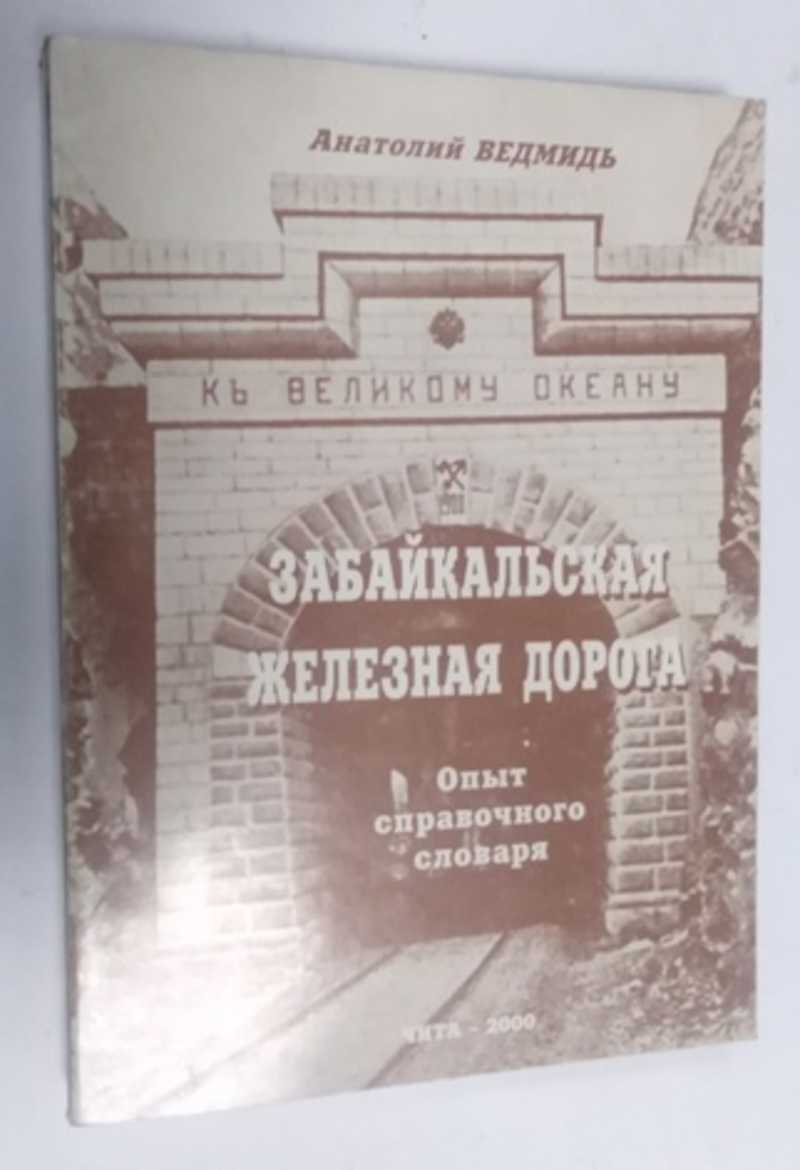 Анатолий ВЕДМИДЬ
КЪ ВЕЛИКОМУ ОКЕАНУ
ЗАБАЙКАЛЬСКАЯ
ЖЕЛЕЗНАЯ ДОРОГА
Опыт
справочного
словаря
ЧИТА - 2000